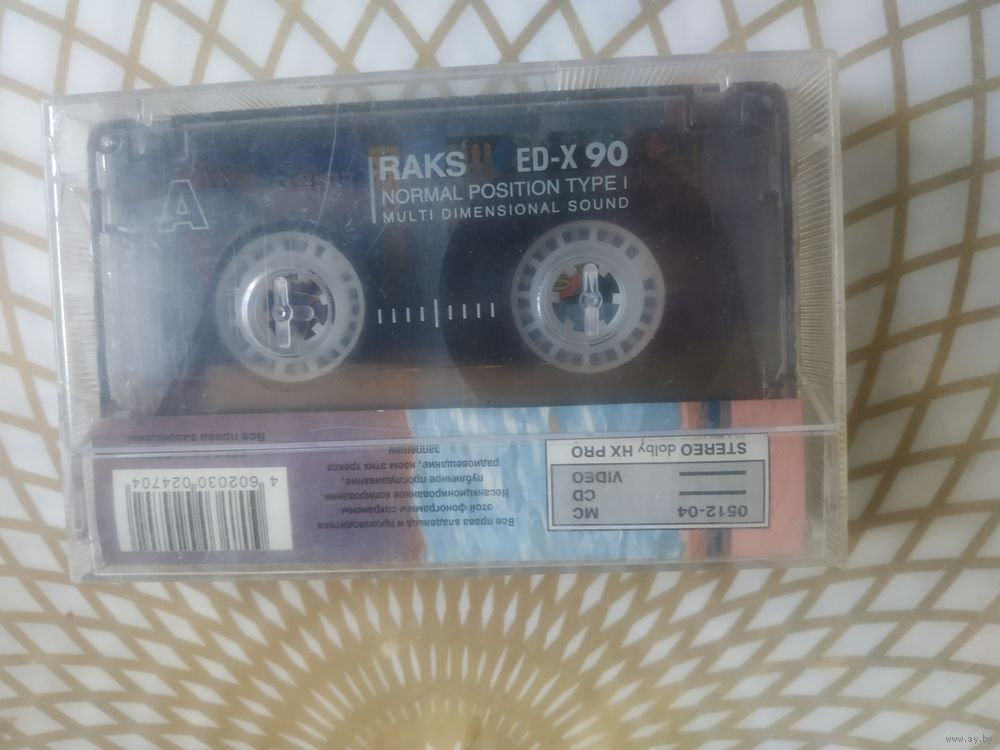 RAKS ED-X 90
A
NORMAL POSITION TYPE I
MULTI DIMENSIONAL SOUND
Все права защищены
STEREO dolby HX PRO
0512-04 MC
CD
VIDEO
Все права владельца и производителя
этой фонограммы сохранены.
Несанкционированное копирование,
публичное прослушивание,
радиовещание, наем этих треков
запрещен
4 602030 024704
www.ay.by